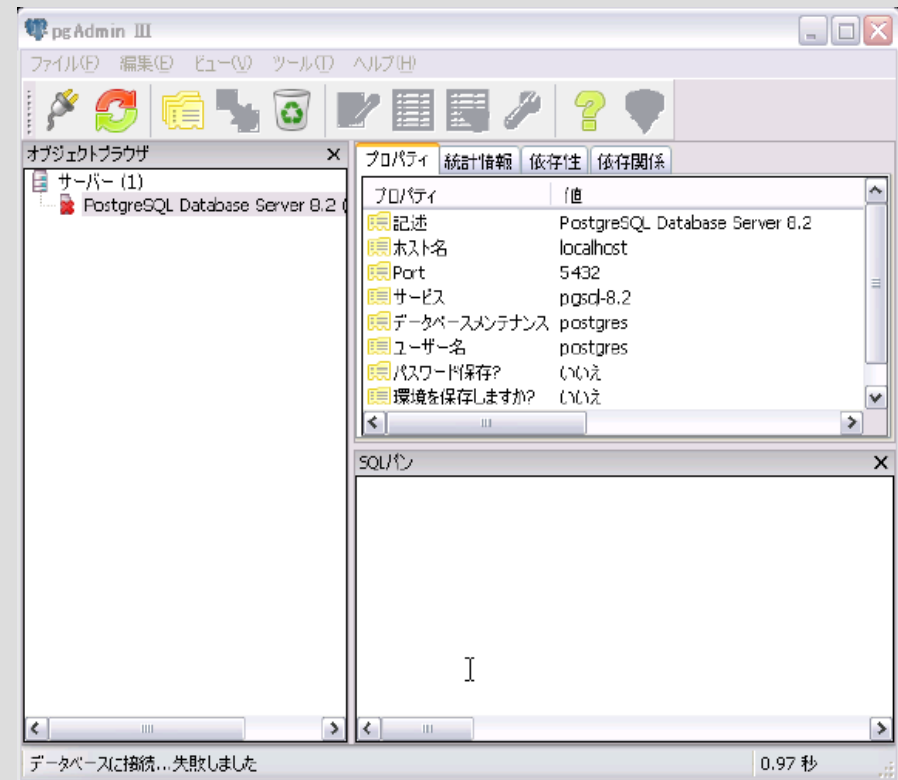 pgAdmin III
ファイル(F) 編集(E) ビュー(V) ツール(T) ヘルプ(H)
オブジェクトブラウザ
サーバー (1)
PostgreSQL Database Server 8.2 (
プロパティ 統計情報 依存性 依存関係
プロパティ 値
記述 PostgreSQL Database Server 8.2
ホスト名 localhost
Port 5432
サービス pgsql-8.2
データベースメンテナンス postgres
ユーザー名 postgres
パスワード保存? いいえ
環境を保存しますか? いいえ
SQLパン
データベースに接続...失敗しました 0.97 秒